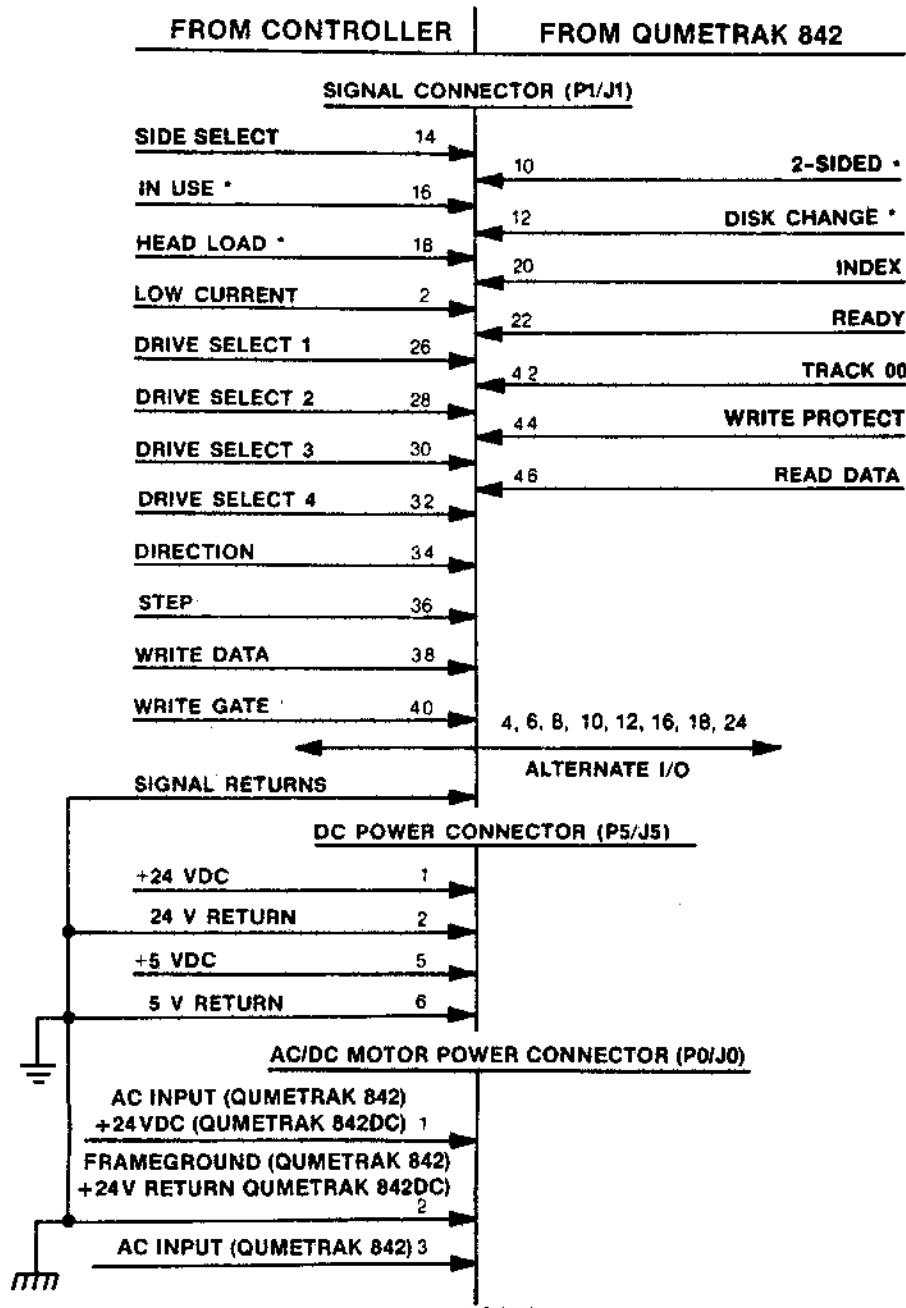 FROM CONTROLLER
FROM QUMETRAK 842
SIGNAL CONNECTOR (P1/J1)
SIDE SELECT 14
10 2-SIDED *
IN USE * 16
12 DISK CHANGE *
HEAD LOAD * 18
20 INDEX
LOW CURRENT 2
22 READY
DRIVE SELECT 1 26
42 TRACK 00
DRIVE SELECT 2 28
44 WRITE PROTECT
DRIVE SELECT 3 30
46 READ DATA
DRIVE SELECT 4 32
DIRECTION 34
STEP 36
WRITE DATA 38
WRITE GATE 40
4, 6, 8, 10, 12, 16, 18, 24
ALTERNATE I/O
SIGNAL RETURNS
DC POWER CONNECTOR (P5/J5)
+24 VDC 1
24 V RETURN 2
+5 VDC 5
5 V RETURN 6
AC/DC MOTOR POWER CONNECTOR (P0/J0)
AC INPUT (QUMETRAK 842)
+24VDC (QUMETRAK 842DC) 1
FRAMEGROUND (QUMETRAK 842)
+24V RETURN QUMETRAK 842DC)
2
AC INPUT (QUMETRAK 842) 3